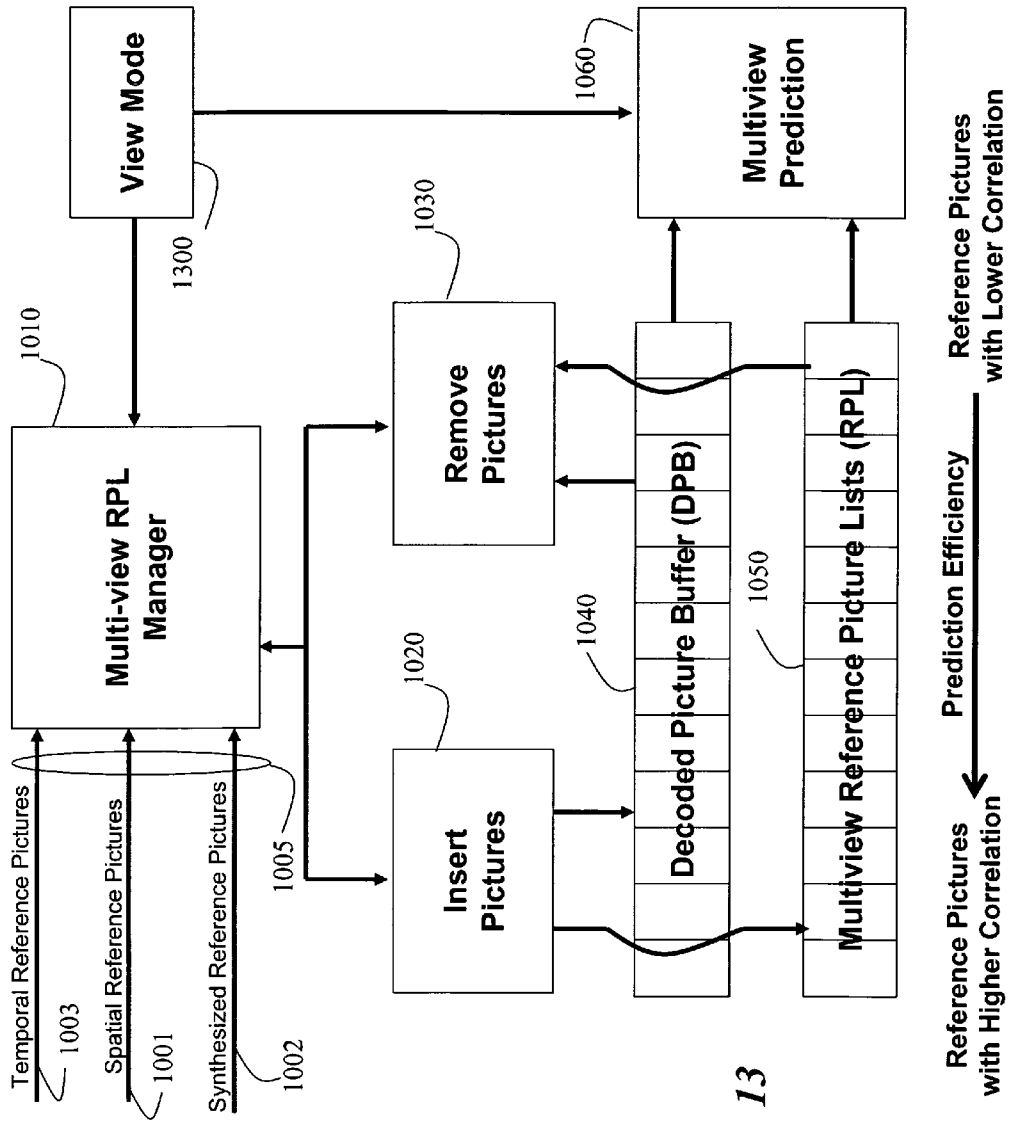 Temporal Reference Pictures
1003
Spatial Reference Pictures
1001
Synthesized Reference Pictures
1002
1005
Multi-view RPL
Manager
1010
View Mode
1300
Insert
Pictures
1020
Remove
Pictures
1030
1040
Decoded Picture Buffer (DPB)
1050
Multiview Reference Picture Lists (RPL)
Multiview
Prediction
1060
Reference Pictures
with Higher Correlation
Prediction Efficiency
Reference Pictures
with Lower Correlation
13